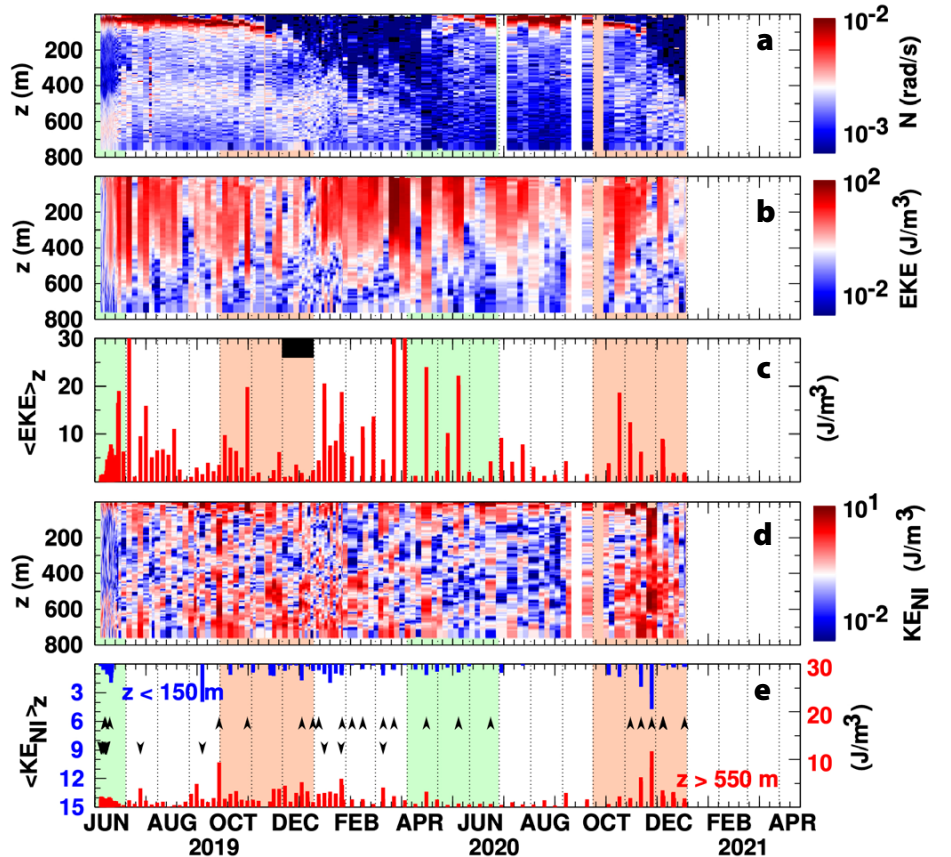 a
200
400
600
800
z (m)
10-2
10-3
N (rad/s)
b
200
400
600
800
z (m)
102
10-2
EKE (J/m3)
c
30
20
10
<EKE>z
(J/m3)
d
200
400
600
800
z (m)
101
10-2
KENI (J/m3)
e
z < 150 m
z > 550 m
3
6
9
12
15
<KENI>z
30
20
10
0
(J/m3)
JUN AUG OCT DEC FEB APR JUN AUG OCT DEC FEB APR
2019 2020 2021